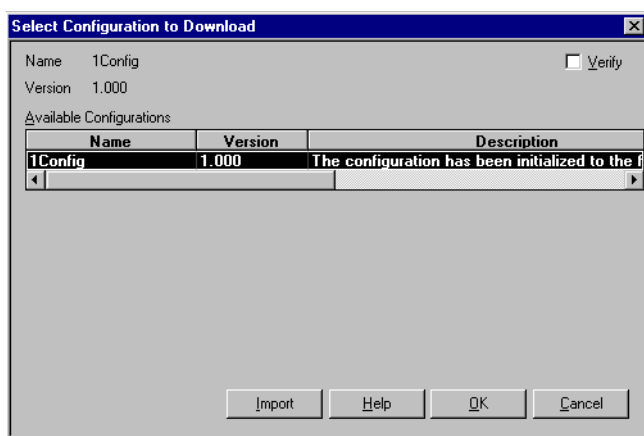 Select Configuration to Download
Name 1Config
Verify
Version 1.000
Available Configurations
Name Version Description
1Config 1.000 The configuration has been initialized to the f
Import Help OK Cancel